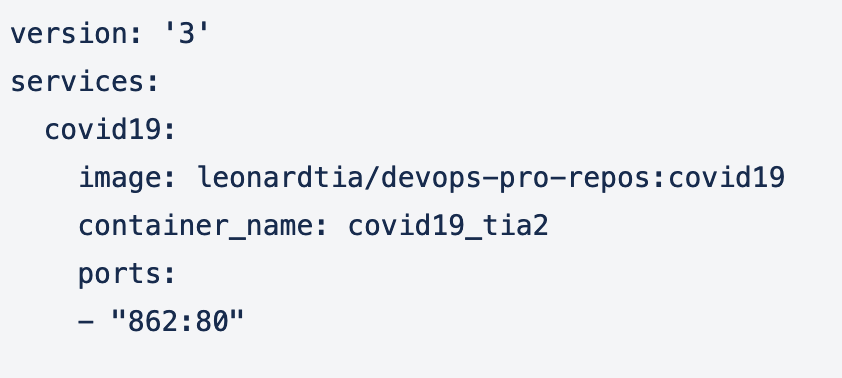 version: '3'
services:
  covid19:
    image: leonardtia/devops-pro-repos:covid19
    container_name: covid19_tia2
    ports:
    - "862:80"